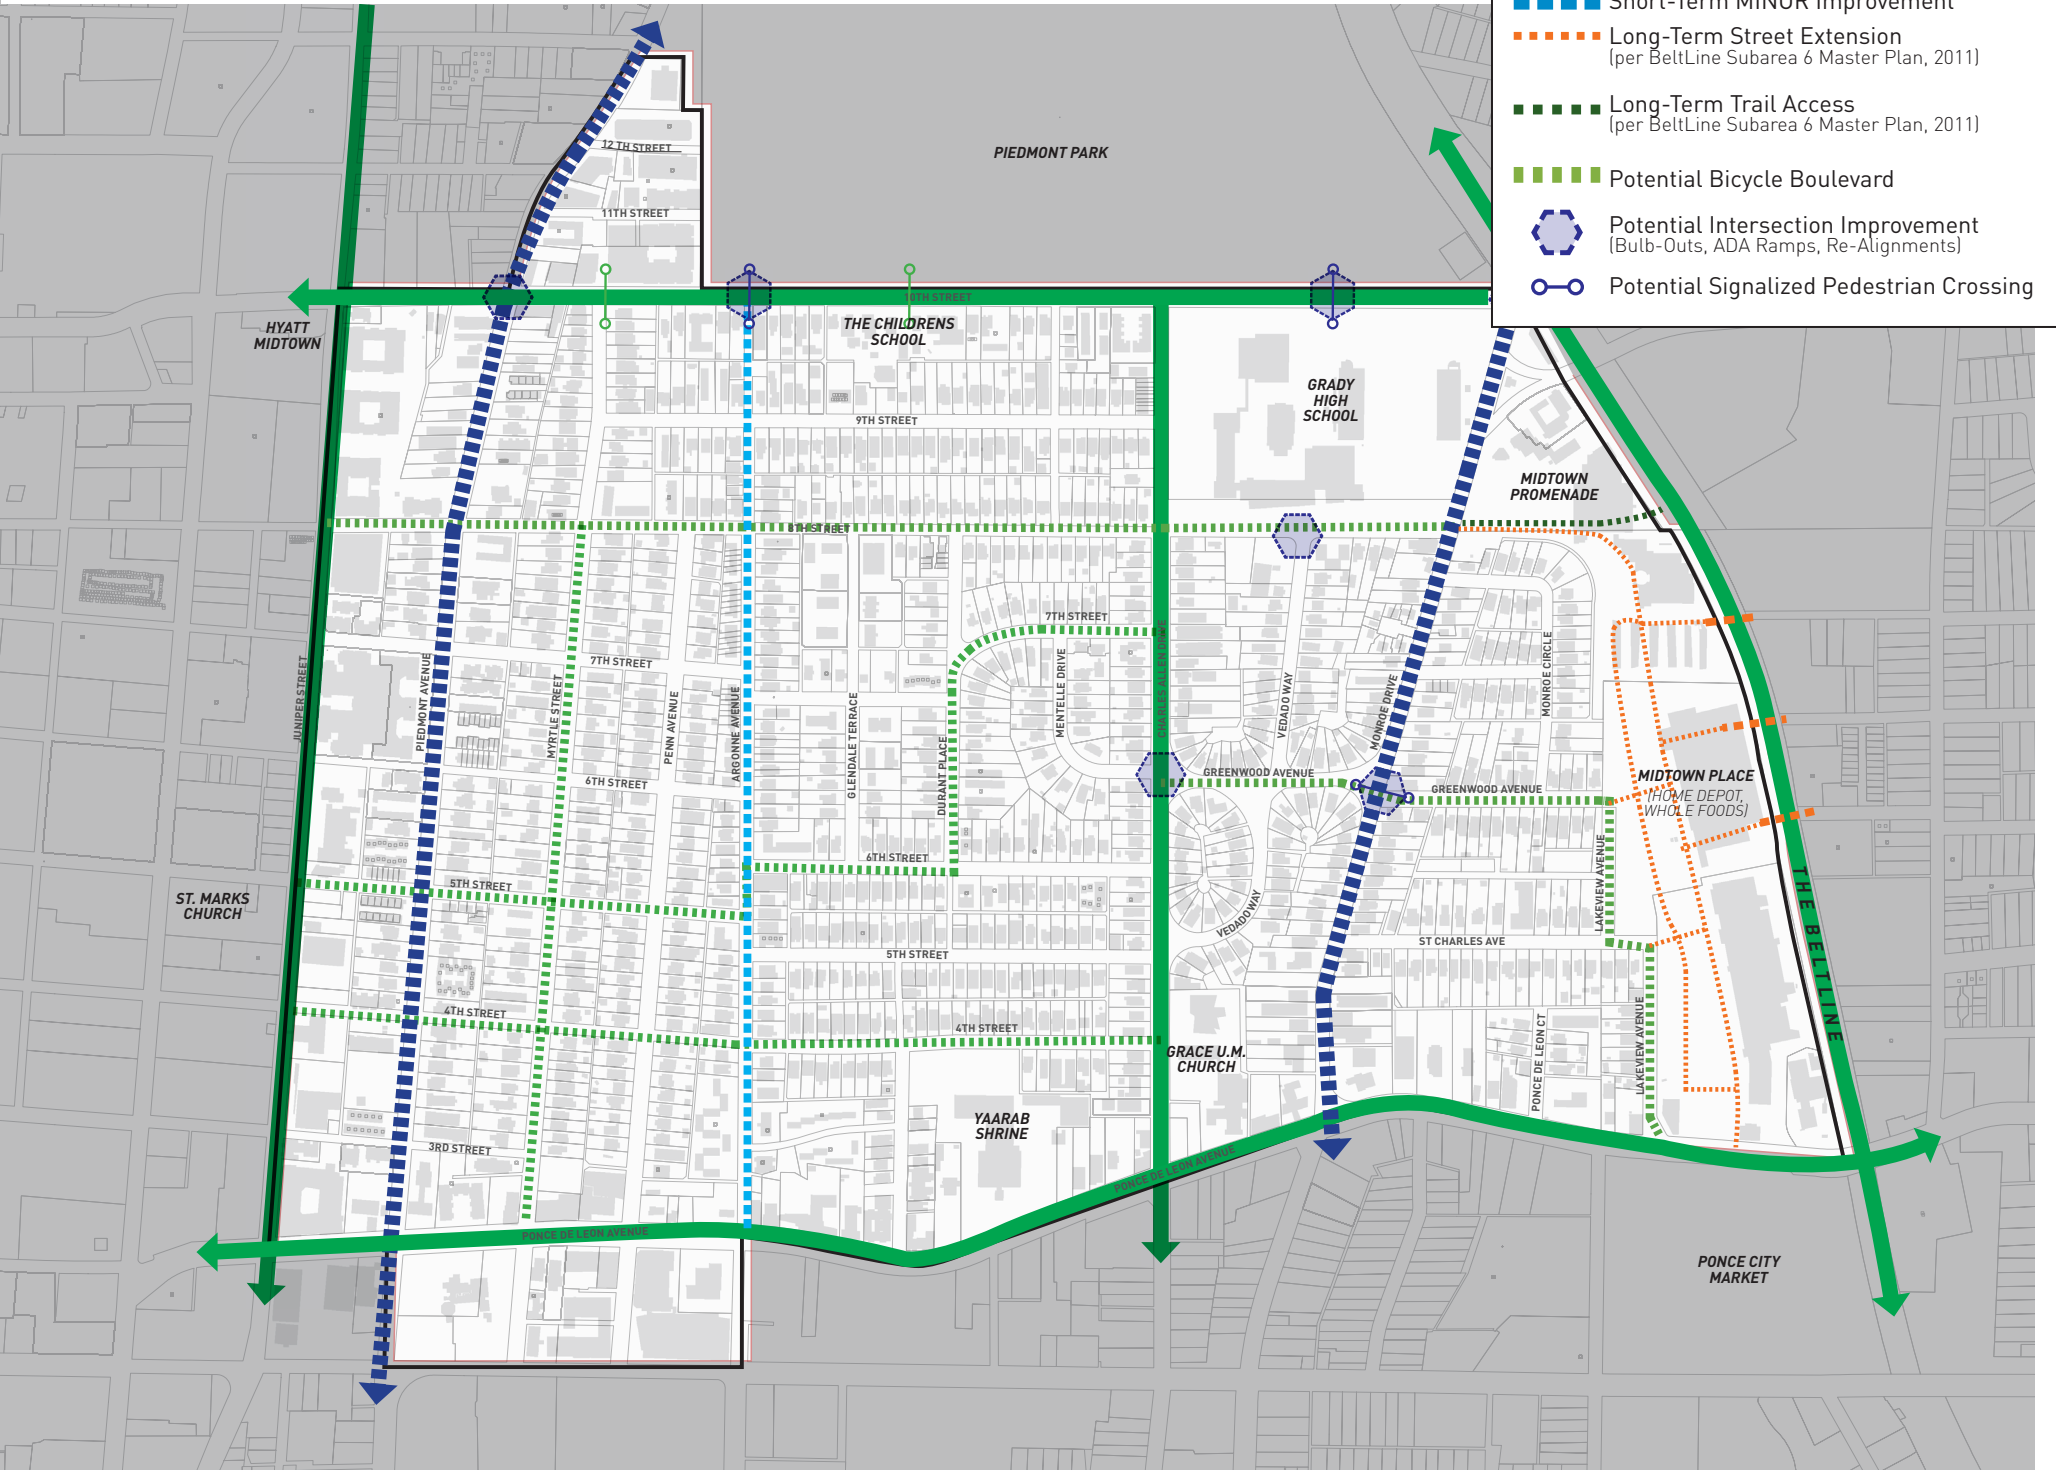 Short-Term MINOR Improvement
Long-Term Street Extension
(per BeltLine Subarea 6 Master Plan, 2011)
Long-Term Trail Access
(per BeltLine Subarea 6 Master Plan, 2011)
Potential Bicycle Boulevard
Potential Intersection Improvement
(Bulb-Outs, ADA Ramps, Re-Alignments)
Potential Signalized Pedestrian Crossing
12 TH STREET
PIEDMONT PARK
11TH STREET
10TH STREET
HYATT
MIDTOWN
THE CHILDRENS
SCHOOL
GRADY
HIGH
SCHOOL
9TH STREET
MIDTOWN
PROMENADE
8TH STREET
7TH STREET
7TH STREET
JUNIPER STREET
PIEDMONT AVENUE
MYRTLE STREET
PENN AVENUE
ARGONNE AVENUE
GLENDALE TERRACE
DURANT PLACE
MENTELLE DRIVE
CHARLES ALLEN DRIVE
VEDADO WAY
MONROE DRIVE
MONROE CIRCLE
6TH STREET
GREENWOOD AVENUE
GREENWOOD AVENUE
MIDTOWN PLACE
(HOME DEPOT,
WHOLE FOODS)
6TH STREET
LAKEVIEW AVENUE
5TH STREET
ST. MARKS
CHURCH
VEDADO WAY
THE BELTLINE
5TH STREET
ST CHARLES AVE
4TH STREET
4TH STREET
GRACE U.M.
CHURCH
PONCE DE LEON CT
LAKEVIEW AVENUE
YAARAB
SHRINE
3RD STREET
PONCE DE LEON AVENUE
PONCE DE LEON AVENUE
PONCE CITY
MARKET